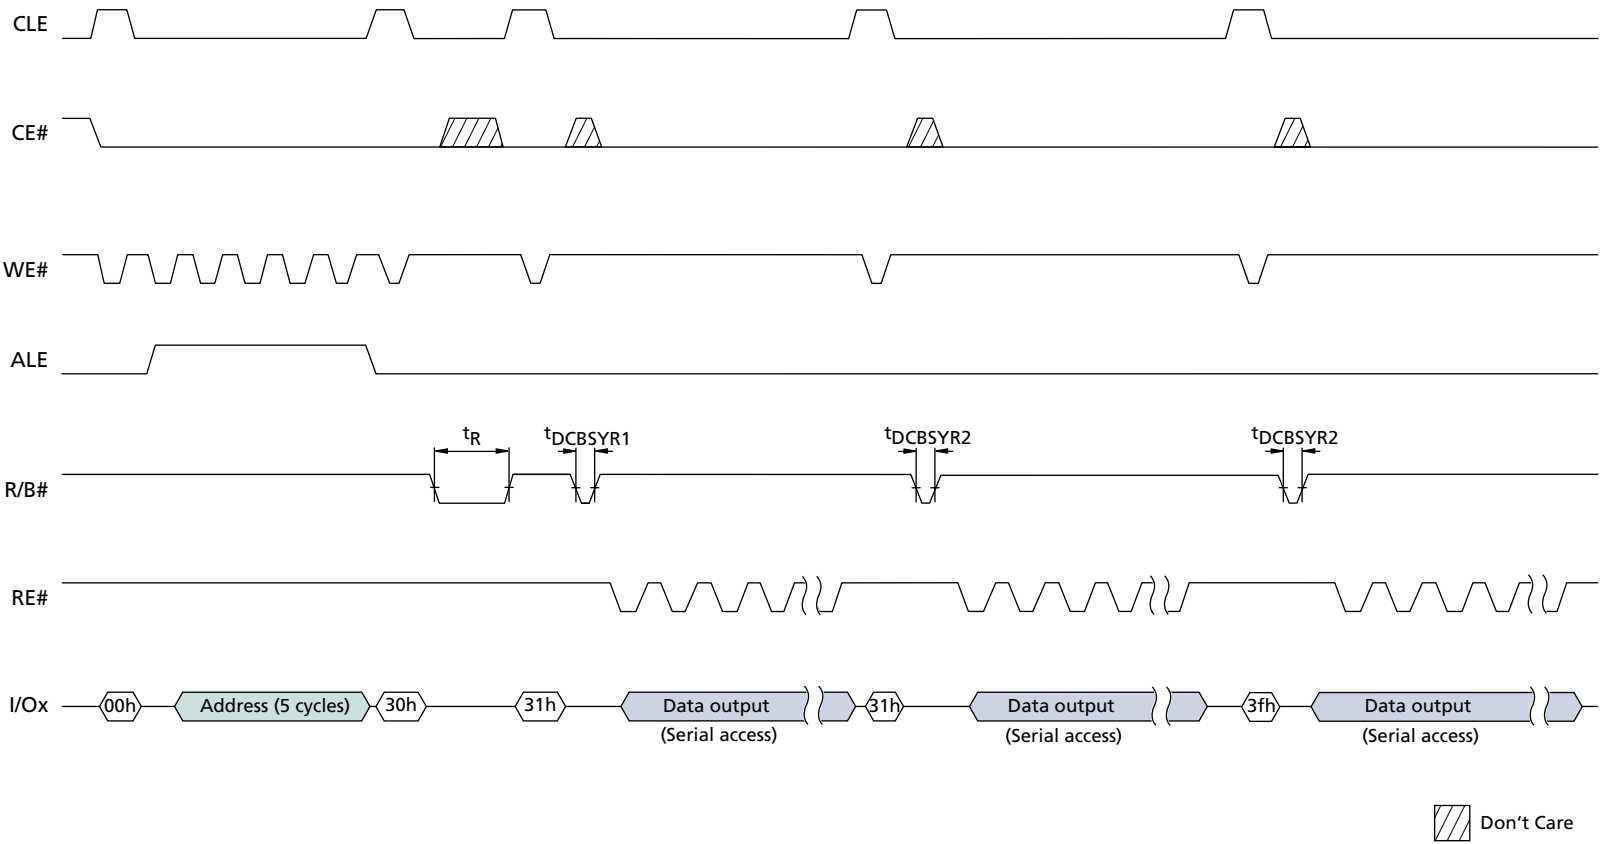 CLE
CE#
WE#
ALE
tR tDCBSYR1 tDCBSYR2 tDCBSYR2
R/B#
RE#
I/Ox 00h Address (5 cycles) 30h 31h Data output 31h Data output 3fh Data output
(Serial access) (Serial access) (Serial access)
Don't Care